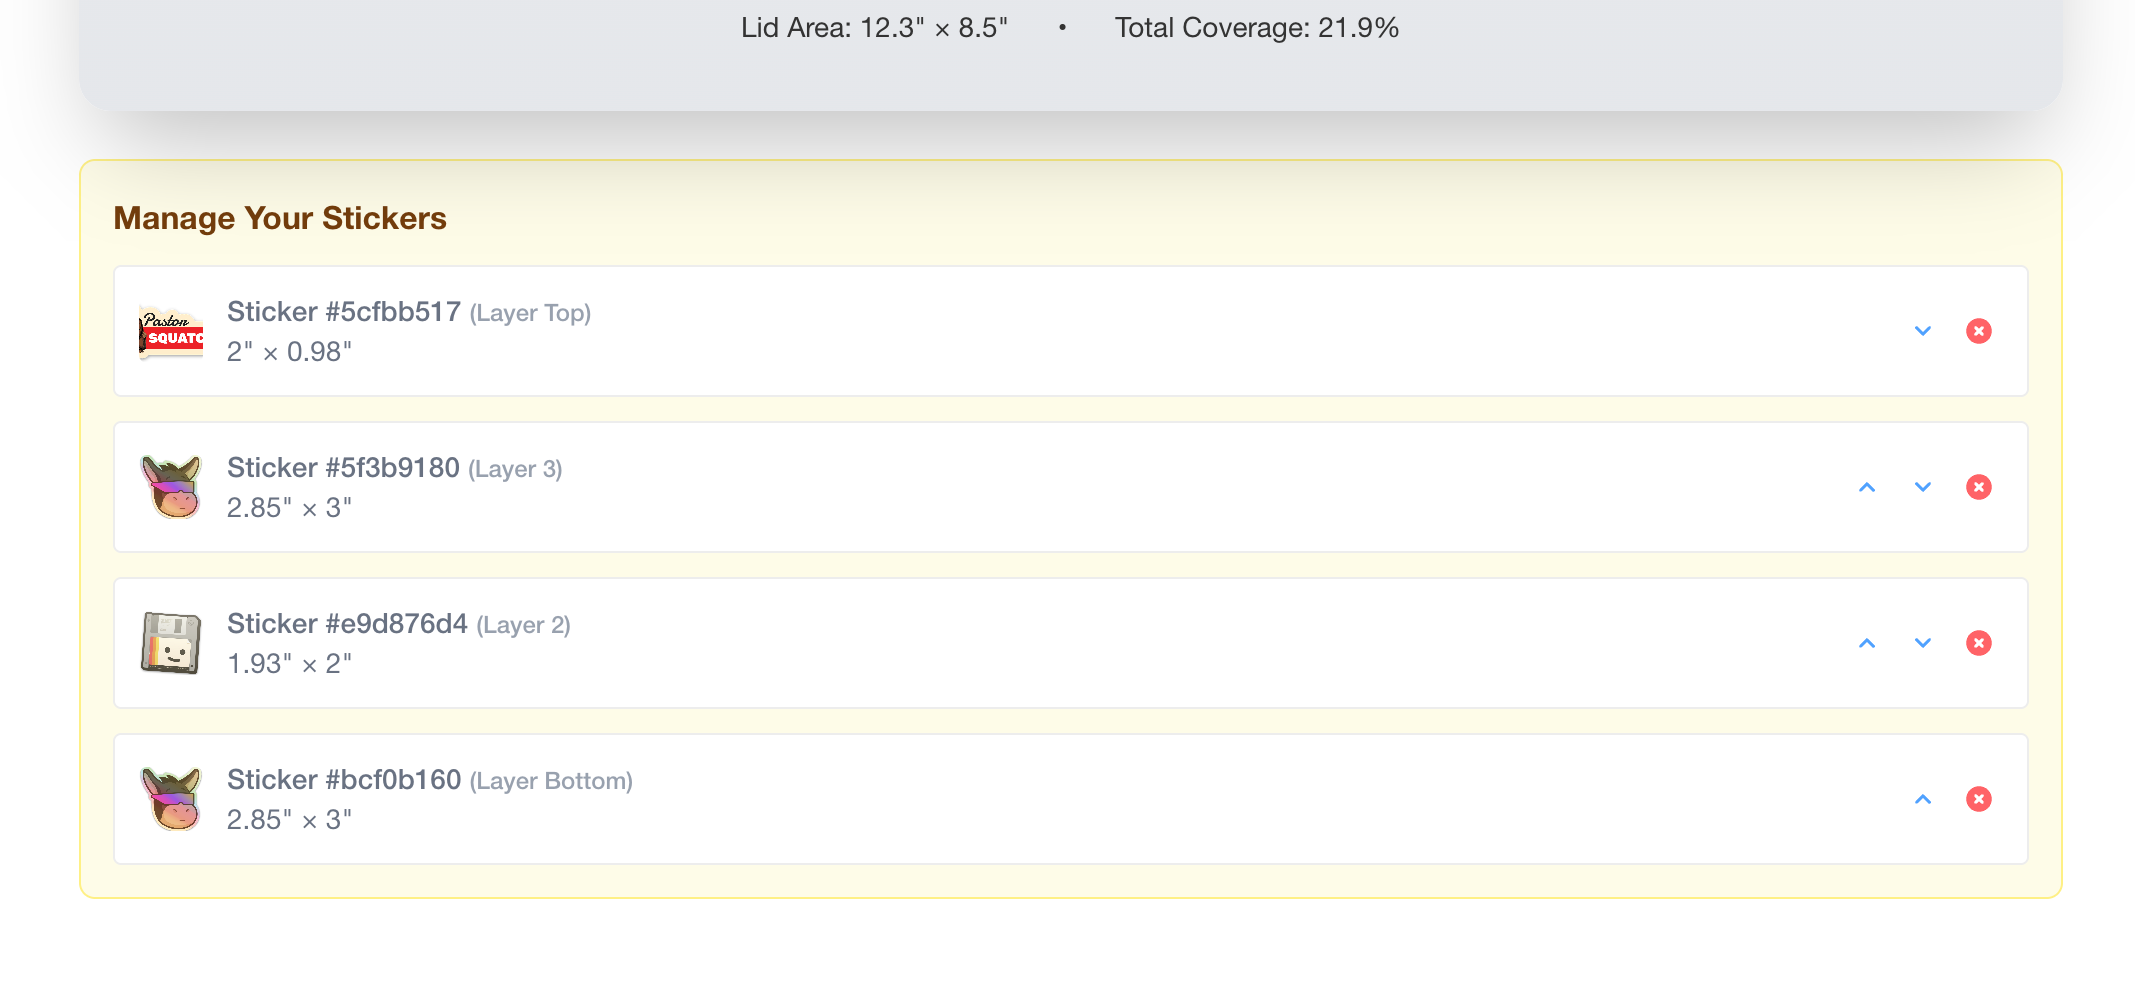 Lid Area: 12.3" × 8.5" • Total Coverage: 21.9%
Manage Your Stickers
Pastor
SQUATC
Sticker #5cfbb517 (Layer Top)
2" × 0.98"
Sticker #5f3b9180 (Layer 3)
2.85" × 3"
Sticker #e9d876d4 (Layer 2)
1.93" × 2"
Sticker #bcf0b160 (Layer Bottom)
2.85" × 3"